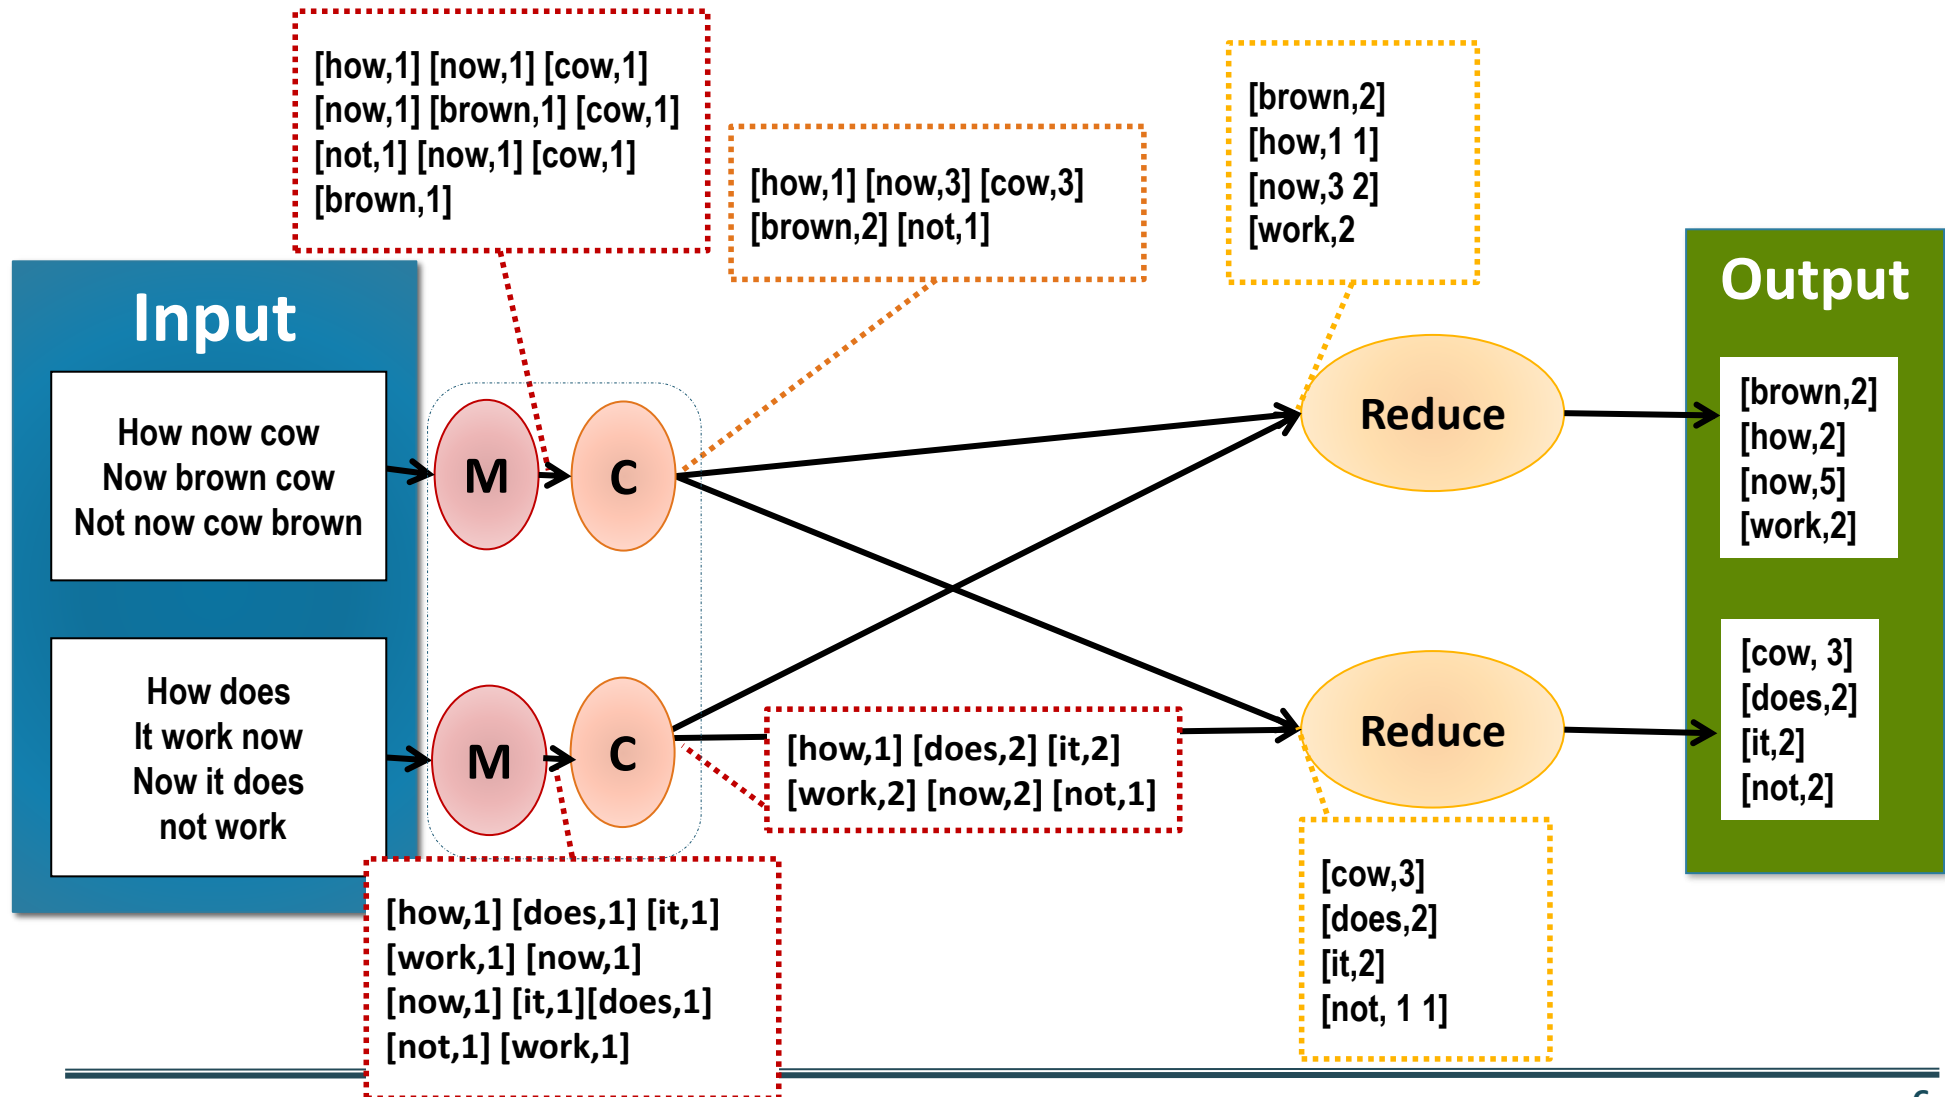 [how,1] [now,1] [cow,1]
[now,1] [brown,1] [cow,1]
[not,1] [now,1] [cow,1]
[brown,1]
[how,1] [now,3] [cow,3]
[brown,2] [not,1]
[brown,2]
[how,1 1]
[now,3 2]
[work,2
Input
How now cow
Now brown cow
Not now cow brown
How does
It work now
Now it does
not work
M
C
M
C
[how,1] [does,1] [it,1]
[work,1] [now,1]
[now,1] [it,1][does,1]
[not,1] [work,1]
[how,1] [does,2] [it,2]
[work,2] [now,2] [not,1]
Reduce
Reduce
[cow,3]
[does,2]
[it,2]
[not, 1 1]
Output
[brown,2]
[how,2]
[now,5]
[work,2]
[cow, 3]
[does,2]
[it,2]
[not,2]